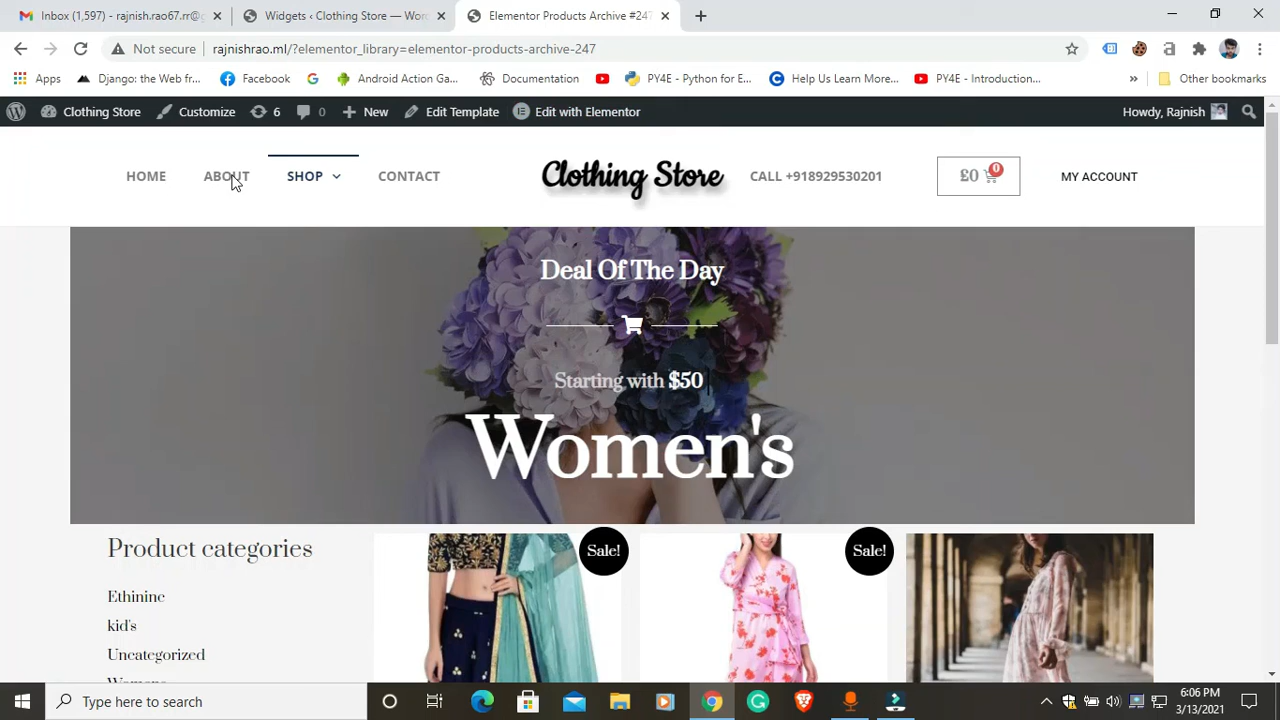 Inbox (1,597) - rajnish.rao67.rr@g
Widgets ‹ Clothing Store — Wor
Elementor Products Archive #247
Not secure
rajnishrao.ml/?elementor_library=elementor-products-archive-247
Apps
Django: the Web fr...
Facebook
Android Action Ga...
Documentation
PY4E - Python for E...
Help Us Learn More...
PY4E - Introduction...
»
Other bookmarks
Clothing Store
Customize
6
0
New
Edit Template
Edit with Elementor
Howdy, Rajnish
HOME
ABOUT
SHOP
CONTACT
Clothing Store
CALL +918929530201
£0
0
MY ACCOUNT
Deal Of The Day
Starting with $50
Women's
Product categories
Ethinine
kid's
Uncategorized
Sale!
Sale!
Type here to search
6:06 PM
3/13/2021